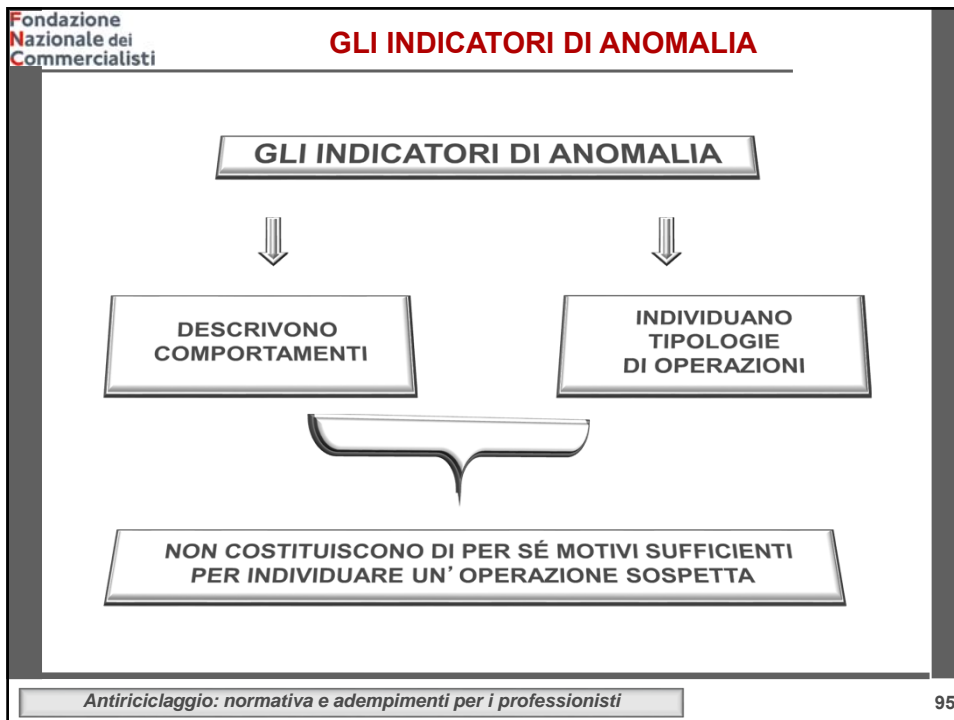 Fondazione
Nazionale dei
Commercialisti
GLI INDICATORI DI ANOMALIA
GLI INDICATORI DI ANOMALIA
DESCRIVONO
COMPORTAMENTI
INDIVIDUANO
TIPOLOGIE
DI OPERAZIONI
NON COSTITUISCONO DI PER SÉ MOTIVI SUFFICIENTI
PER INDIVIDUARE UN' OPERAZIONE SOSPETTA
Antiriciclaggio: normativa e adempimenti per i professionisti
95